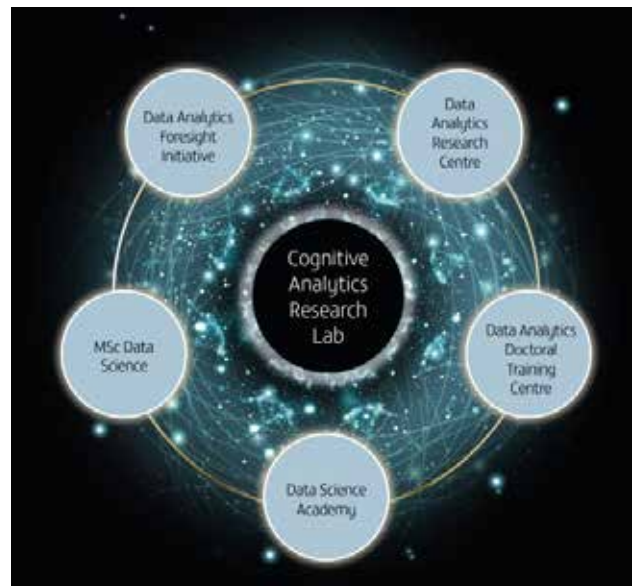 Data Analytics
Foresight
Initiative
Data
Analytics
Research
Centre
Cognitive
Analytics
Research
Lab
MSc Data
Science
Data Analytics
Doctoral
Training
Centre
Data Science
Academy